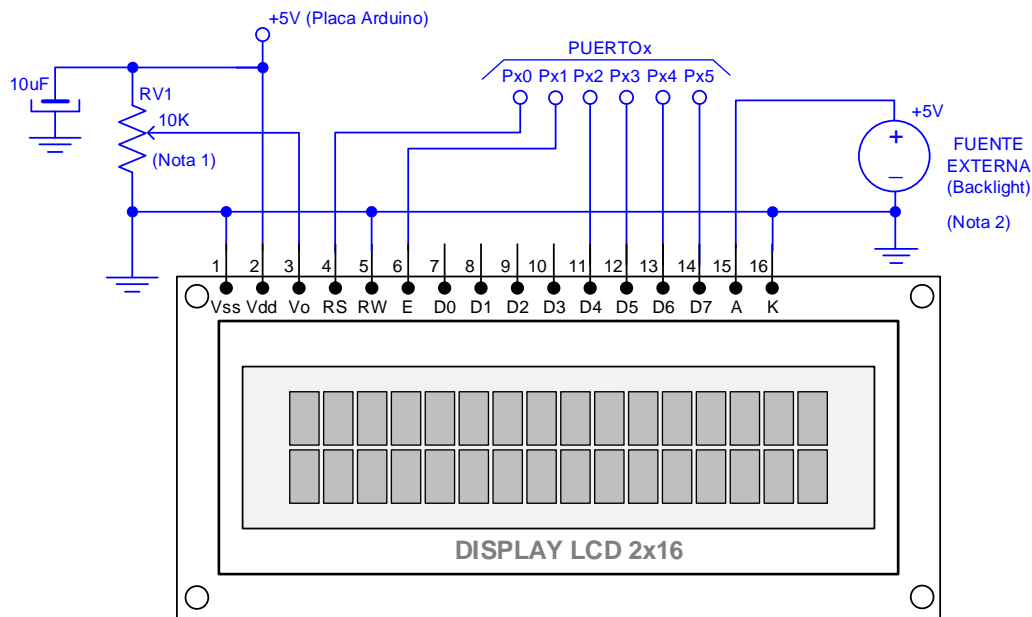 +5V (Placa Arduino)
PUERTOx
Px0 Px1 Px2 Px3 Px4 Px5
10uF
RV1
10K
(Nota 1)
+5V
+
−
FUENTE
EXTERNA
(Backlight)
(Nota 2)
1 2 3 4 5 6 7 8 9 10 11 12 13 14 15 16
Vss Vdd Vo RS RW E D0 D1 D2 D3 D4 D5 D6 D7 A K
DISPLAY LCD 2x16